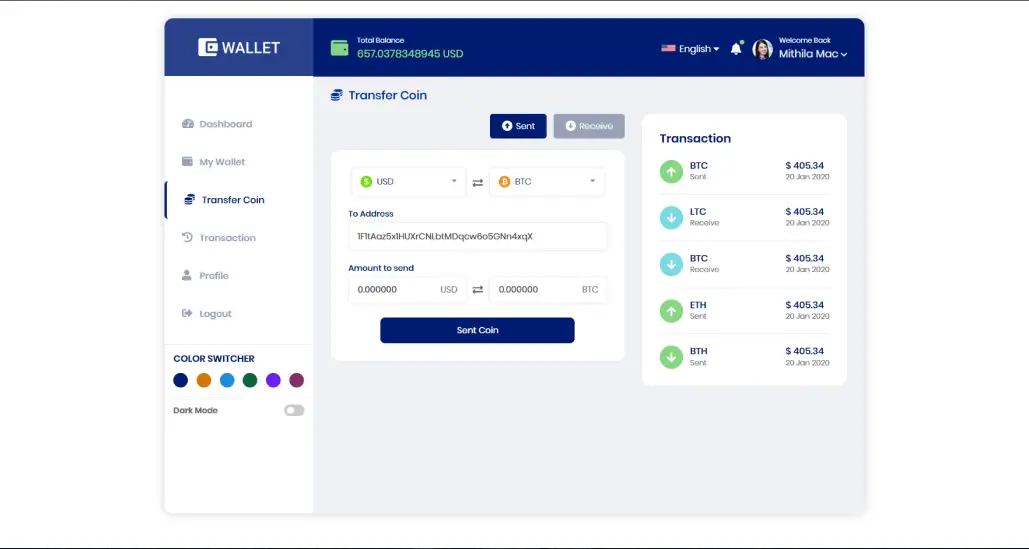 WALLET
Total Balance
657.0378348945 USD
English
Welcome Back
Mithila Mac
Dashboard
My Wallet
Transfer Coin
Transaction
Profile
Logout
COLOR SWITCHER
Dark Mode
Transfer Coin
Sent
Receive
USD
BTC
To Address
1F1tAaz5x1HUXrCNLbtMDqcw6o5GNn4xqX
Amount to send
0.000000 USD
0.000000 BTC
Sent Coin
Transaction
BTC $ 405.34
Sent 20 Jan 2020
LTC $ 405.34
Receive 20 Jan 2020
BTC $ 405.34
Receive 20 Jan 2020
ETH $ 405.34
Sent 20 Jan 2020
BTH $ 405.34
Sent 20 Jan 2020